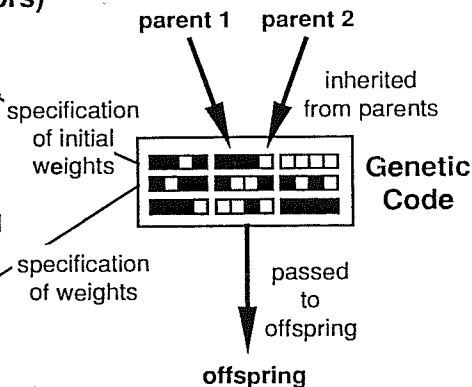 ors)
parent 1 parent 2
inherited
from parents
specification
of initial
weights
Genetic
Code
specification
of weights
passed
to
offspring
offspring